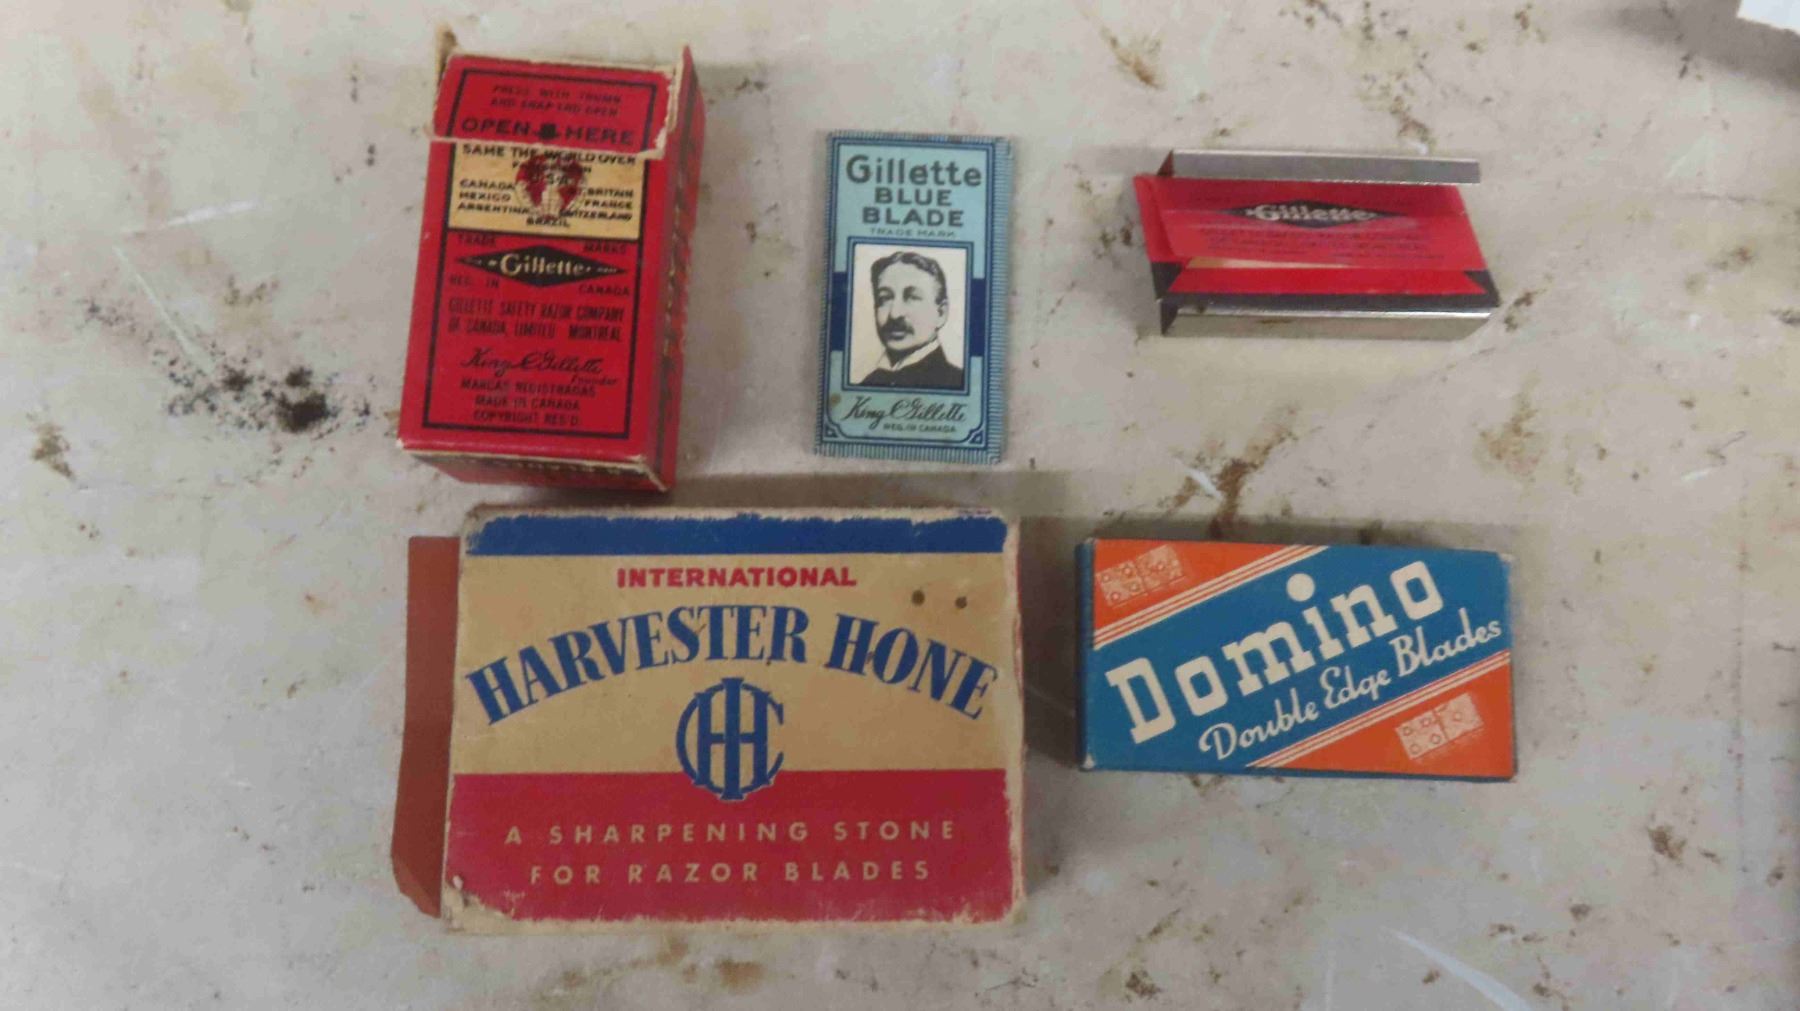 PRESS WITH THUMB
AND SNAP END OPEN
OPEN HERE
SAME THE WORLD OVER
U.S.A.
CANADA BRITAIN
MEXICO FRANCE
ARGENTINA SWITZERLAND
BRAZIL
TRADE MARKS
Gillette
REG. IN CANADA
GILLETTE SAFETY RAZOR COMPANY
OF CANADA, LIMITED MONTREAL
King C Gillette
Founder
MARCAS REGISTRADAS
MADE IN CANADA
COPYRIGHT RES'D.
Gillette
BLUE
BLADE
TRADE MARK
King C Gillette
REG. IN CANADA
Gillette
INTERNATIONAL
HARVESTER HONE
IHC
A SHARPENING STONE
FOR RAZOR BLADES
Domino
Double Edge Blades